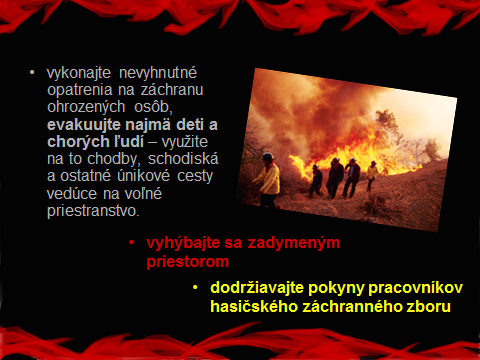 • vykonajte nevyhnutné
opatrenia na záchranu
ohrozených osôb,
evakuujte najmä deti a
chorých ľudí – využite
na to chodby, schodiská
a ostatné únikové cesty
vedúce na voľné
priestranstvo.
• vyhýbajte sa zadymeným
priestorom
• dodržiavajte pokyny pracovníkov
hasičského záchranného zboru